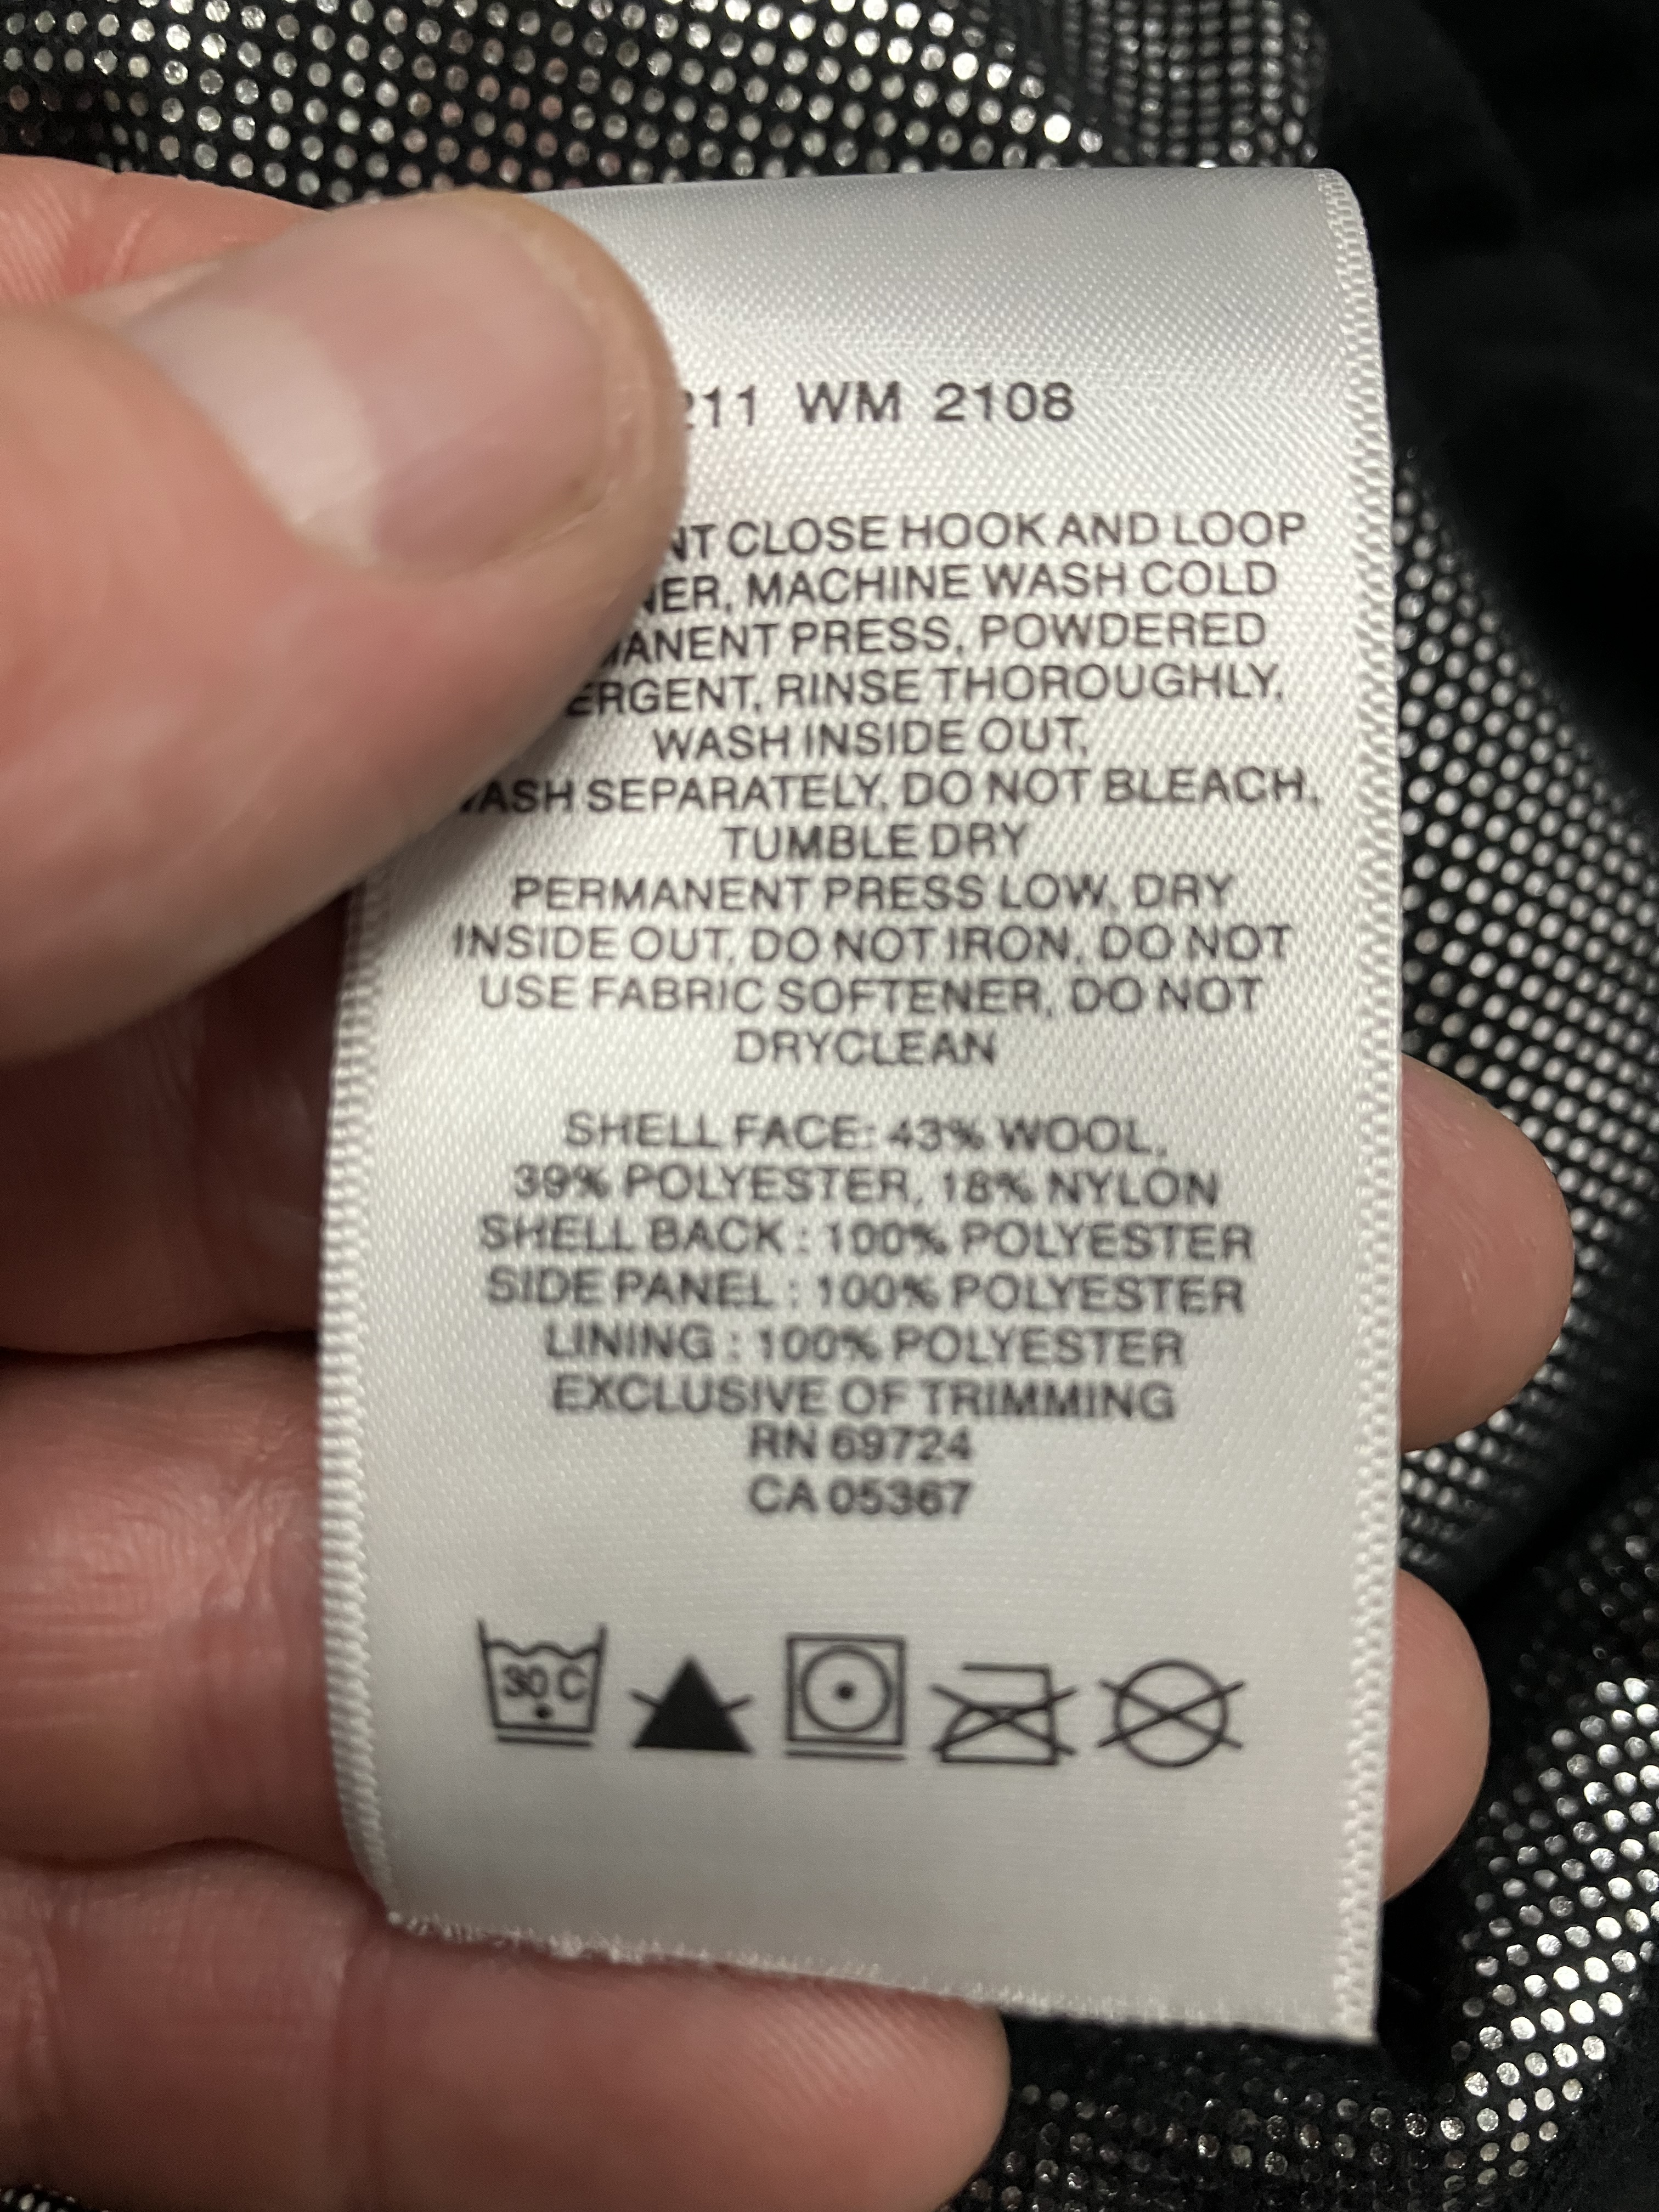 211 WM 2108
NT CLOSE HOOK AND LOOP
NER, MACHINE WASH COLD
MANENT PRESS, POWDERED
ERGENT, RINSE THOROUGHLY,
WASH INSIDE OUT,
WASH SEPARATELY, DO NOT BLEACH,
TUMBLE DRY
PERMANENT PRESS LOW, DRY
INSIDE OUT, DO NOT IRON, DO NOT
USE FABRIC SOFTENER, DO NOT
DRYCLEAN
SHELL FACE: 43% WOOL,
39% POLYESTER, 18% NYLON
SHELL BACK : 100% POLYESTER
SIDE PANEL : 100% POLYESTER
LINING : 100% POLYESTER
EXCLUSIVE OF TRIMMING
RN 69724
CA 05367
30 C